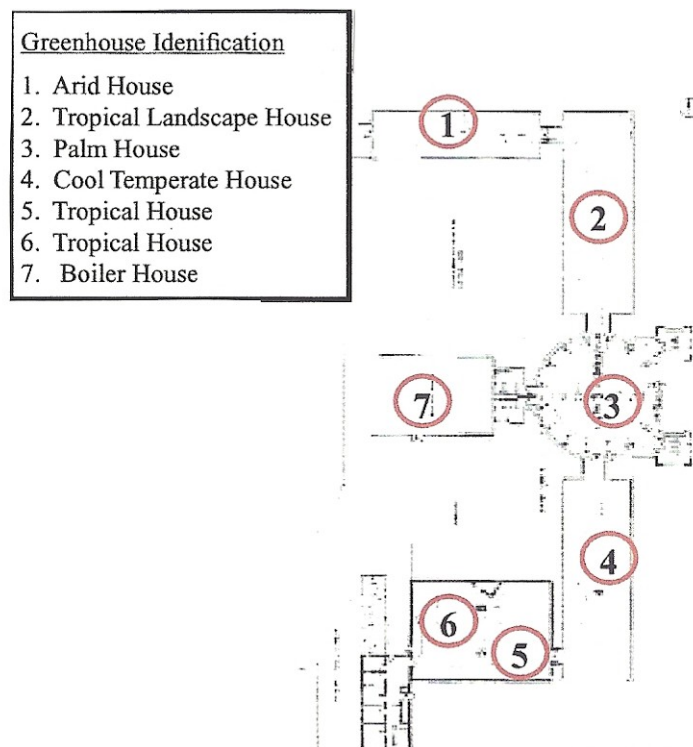 Greenhouse Idenification
1. Arid House
2. Tropical Landscape House
3. Palm House
4. Cool Temperate House
5. Tropical House
6. Tropical House
7. Boiler House
1
2
7
3
4
6
5